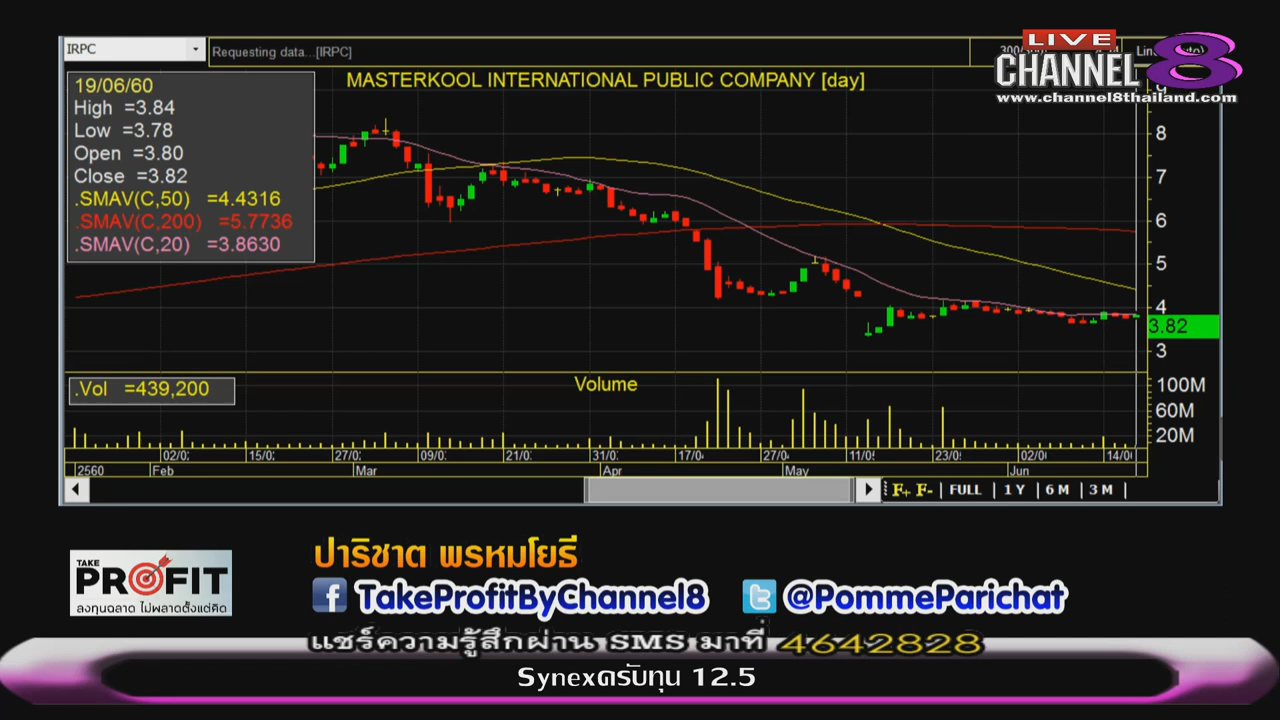 IRPC
Requesting data...[IRPC]
LIVE
CHANNEL 8
www.channel8thailand.com
MASTERKOOL INTERNATIONAL PUBLIC COMPANY [day]
19/06/60
High =3.84
Low =3.78
Open =3.80
Close =3.82
.SMAV(C,50) =4.4316
.SMAV(C,200) =5.7736
.SMAV(C,20) =3.8630
8
7
6
5
4
3.82
3
.Vol =439,200
Volume
100M
60M
20M
02/0 15/0 27/0 09/0 21/0 31/0 17/0 27/0 11/0 23/0 02/0 14/0
2560 Feb Mar Apr May Jun
F+ F- | FULL | 1 Y | 6 M | 3 M |
TAKE
PROFIT
ลงทุนฉลาด ไม่พลาดตั้งแต่คิด
ปาริชาต พรหมโยธี
TakeProfitByChannel8 @PommeParichat
แชร์ความรู้สึกผ่าน SMS มาที่ 4642828
Synexครับทุน 12.5